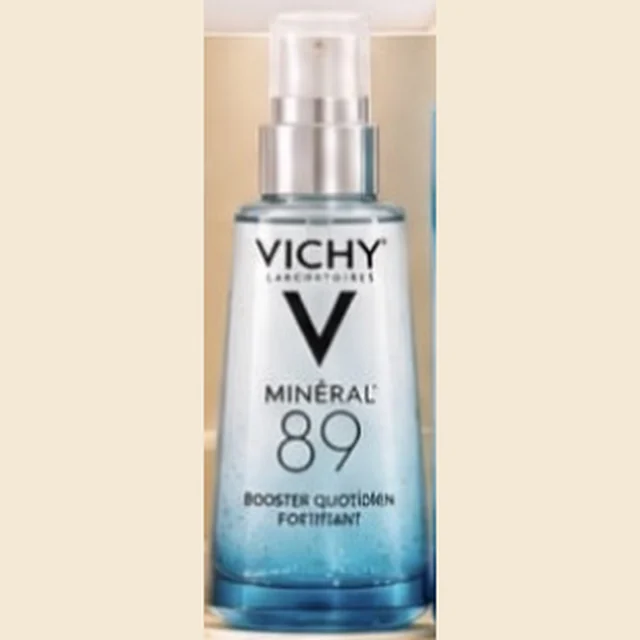 VICHY
LABORATOIRES
V
MINÉRAL
89
BOOSTER QUOTIDIEN
FORTIFIANT